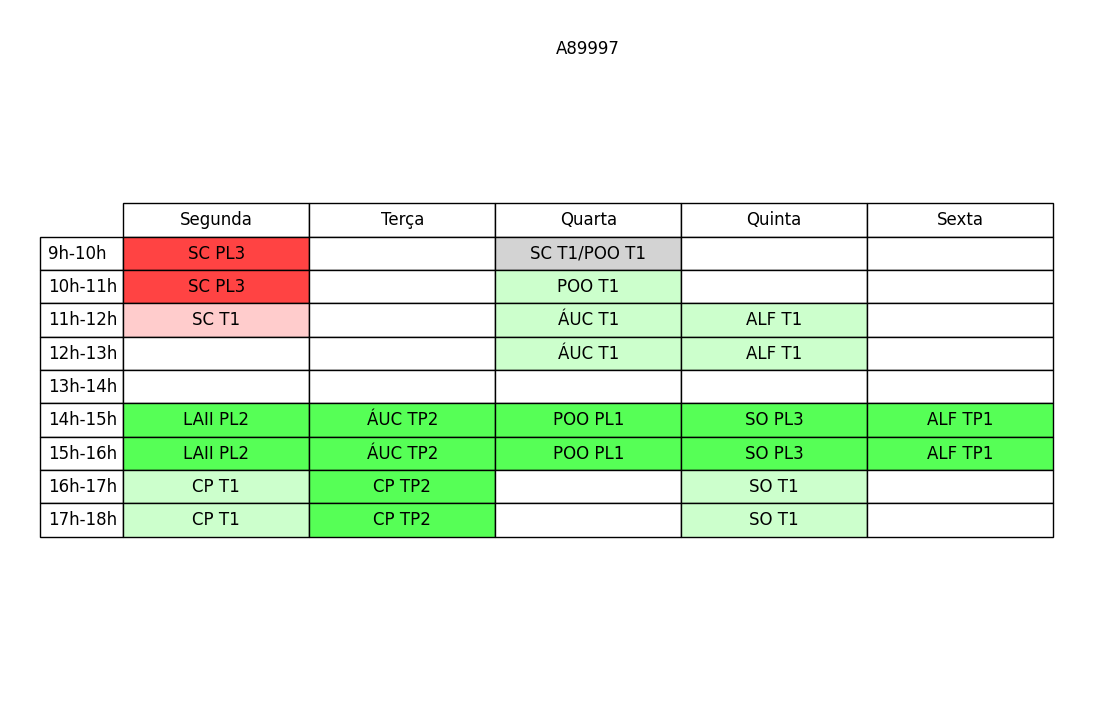 A89997
Segunda Terça Quarta Quinta Sexta
9h-10h SC PL3 SC T1/POO T1
10h-11h SC PL3 POO T1
11h-12h SC T1 ÁUC T1 ALF T1
12h-13h ÁUC T1 ALF T1
13h-14h
14h-15h LAII PL2 ÁUC TP2 POO PL1 SO PL3 ALF TP1
15h-16h LAII PL2 ÁUC TP2 POO PL1 SO PL3 ALF TP1
16h-17h CP T1 CP TP2 SO T1
17h-18h CP T1 CP TP2 SO T1